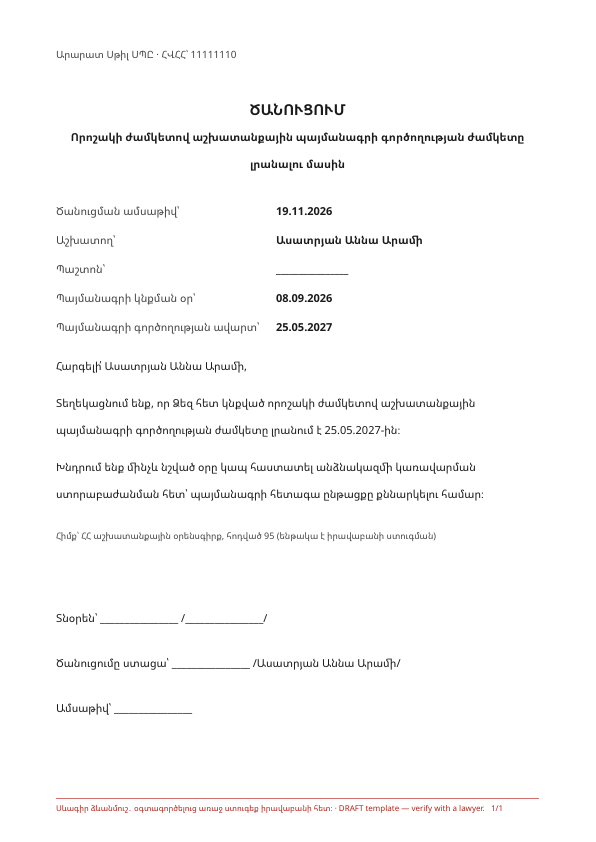 Արարատ Սթիլ ՍՊԸ · ՀՎՀՀ՝ 11111110
ԾԱՆՈՒՑՈՒՄ
Որոշակի ժամկետով աշխատանքային պայմանագրի գործողության ժամկետը
լրանալու մասին
Ծանուցման ամսաթիվ՝ 19.11.2026
Աշխատող՝ Ասատրյան Աննա Արամի
Պաշտոն՝ _______________
Պայմանագրի կնքման օր՝ 08.09.2026
Պայմանագրի գործողության ավարտ՝ 25.05.2027
Հարգելի՛ Ասատրյան Աննա Արամի,
Տեղեկացնում ենք, որ Ձեզ հետ կնքված որոշակի ժամկետով աշխատանքային
պայմանագրի գործողության ժամկետը լրանում է 25.05.2027-ին:
Խնդրում ենք մինչև նշված օրը կապ հաստատել անձնակազմի կառավարման
ստորաբաժանման հետ՝ պայմանագրի հետագա ընթացքը քննարկելու համար:
Հիմք՝ ՀՀ աշխատանքային օրենսգիրք, հոդված 95 (ենթակա է իրավաբանի ստուգման)
Տնօրեն՝ _______________ /_______________/
Ծանուցումը ստացա՝ _______________ /Ասատրյան Աննա Արամի/
Ամսաթիվ՝ _______________
Սևագիր ձևանմուշ․ օգտագործելուց առաջ ստուգեք իրավաբանի հետ: · DRAFT template — verify with a lawyer. 1/1